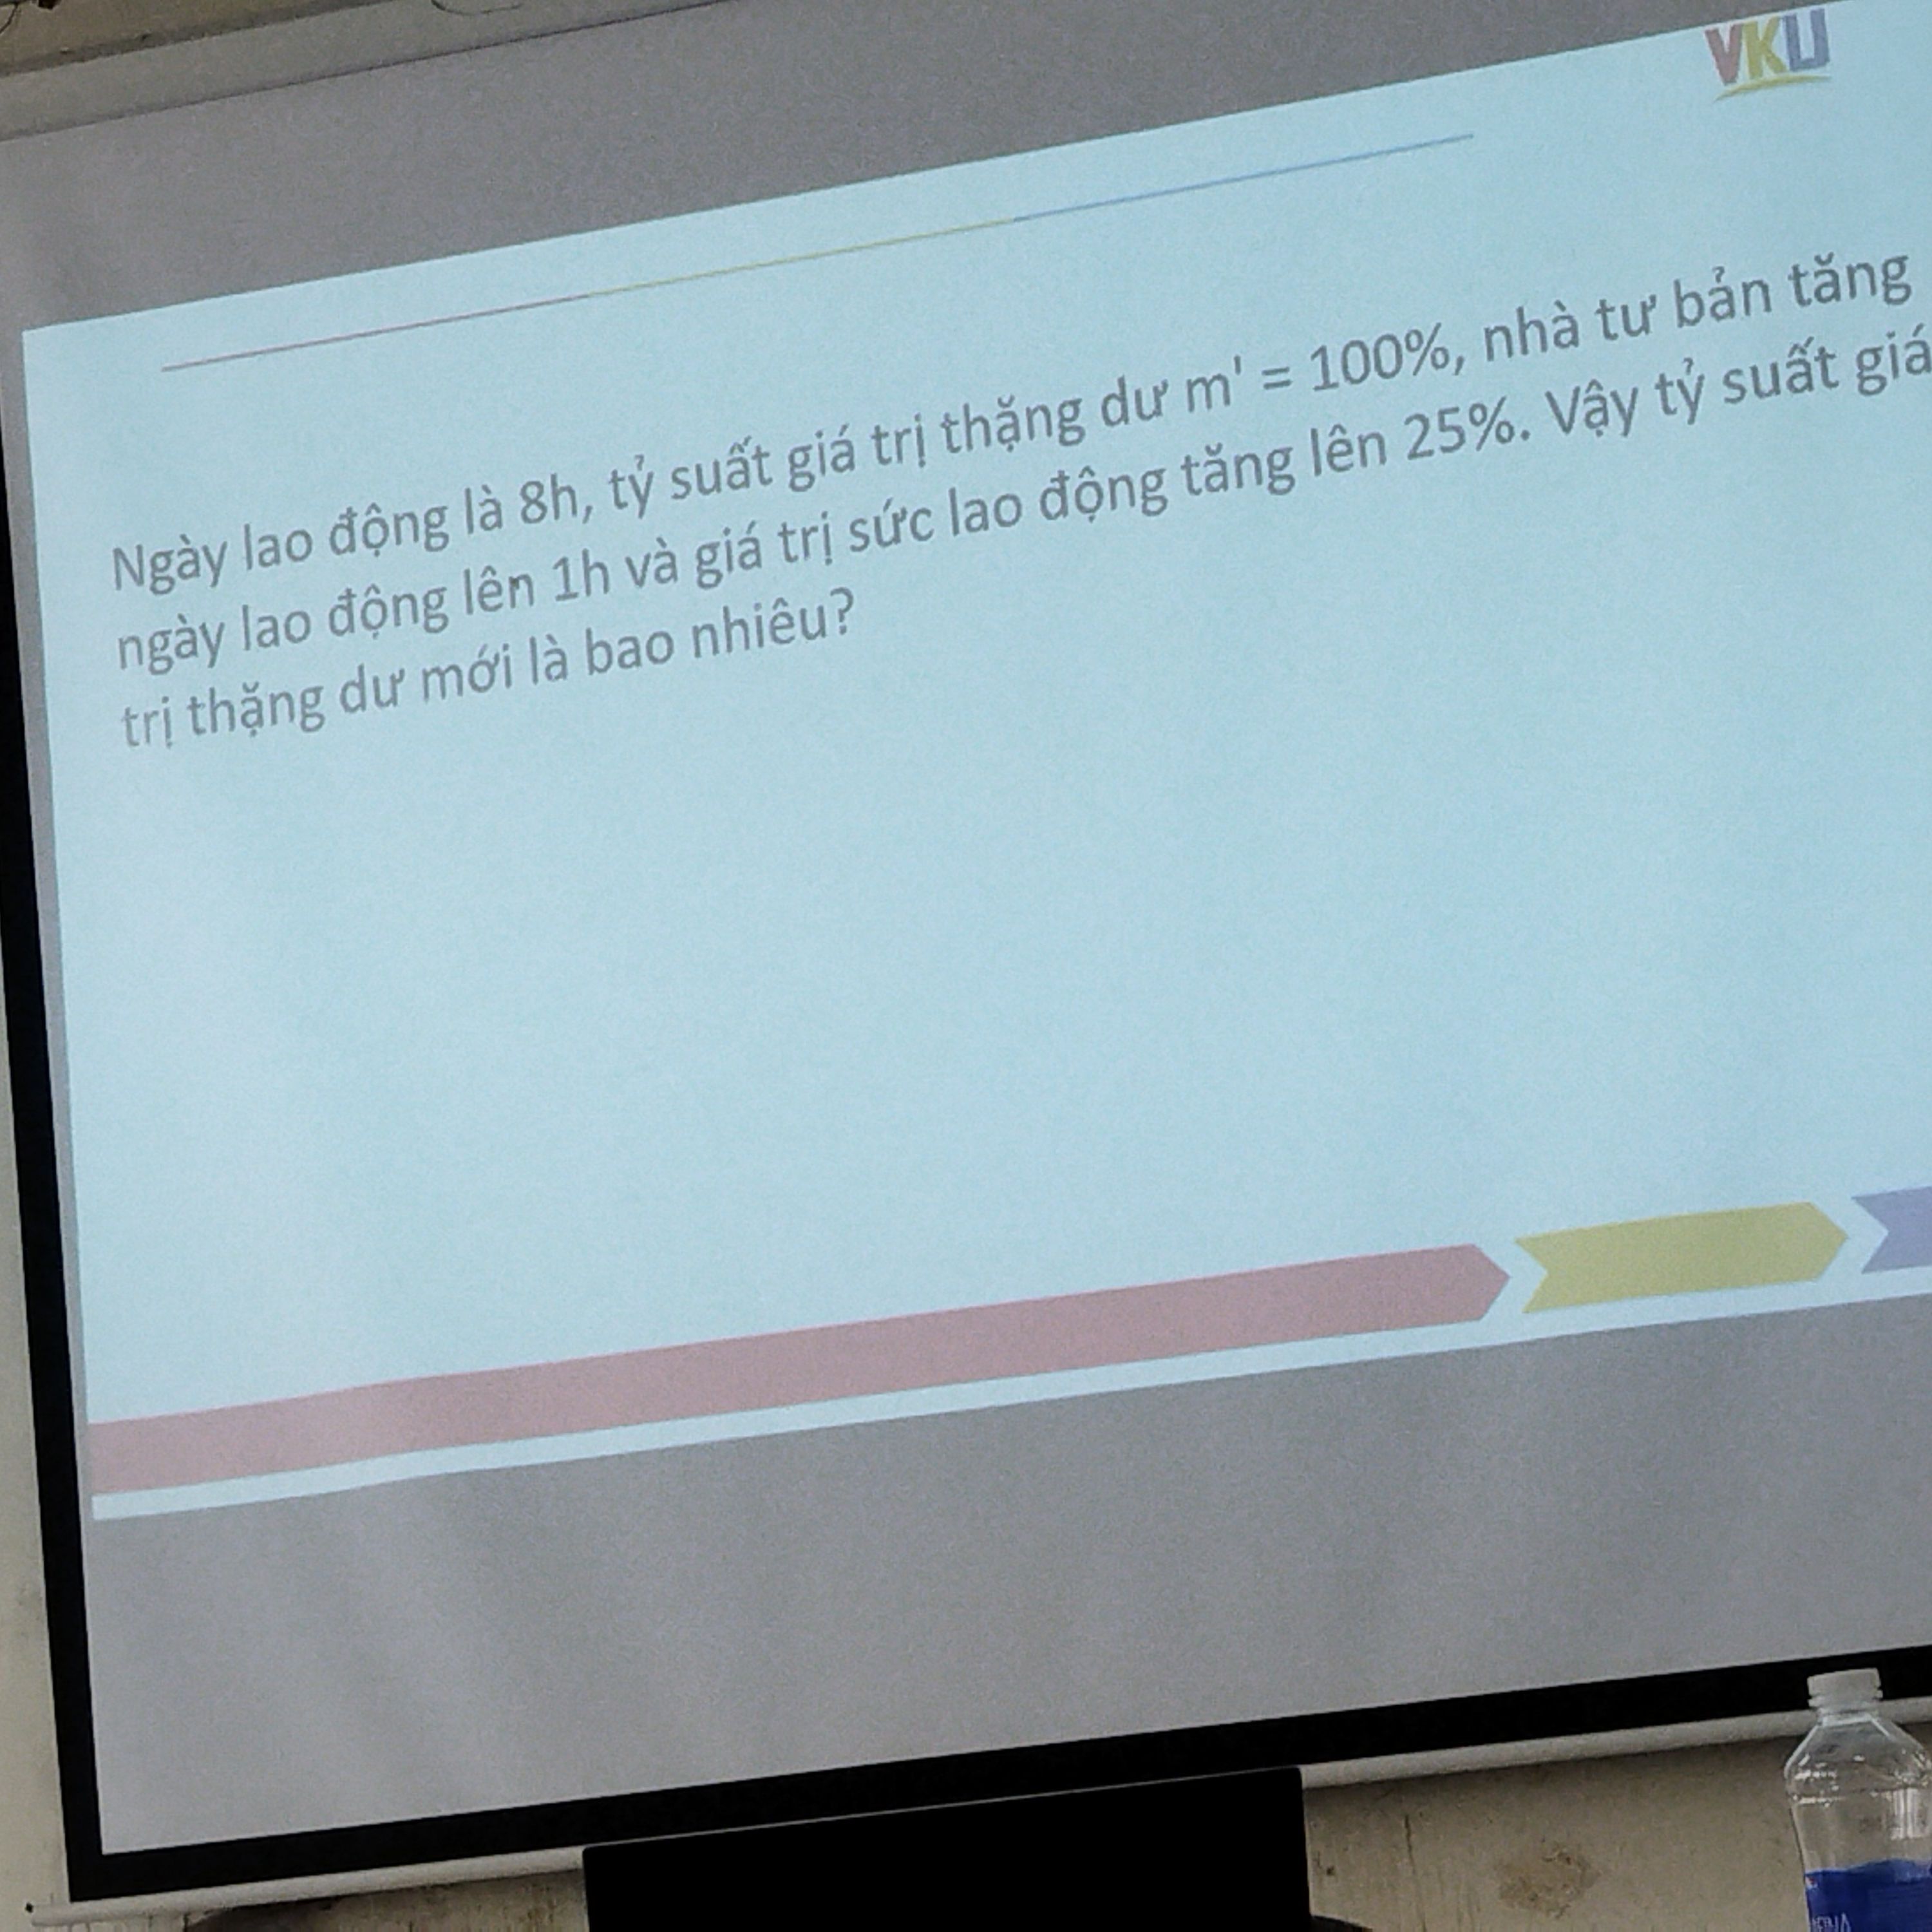 VKU
Ngày lao động là 8h, tỷ suất giá trị thặng dư m' = 100%, nhà tư bản tăng
ngày lao động lên 1h và giá trị sức lao động tăng lên 25%. Vậy tỷ suất giá
trị thặng dư mới là bao nhiêu?